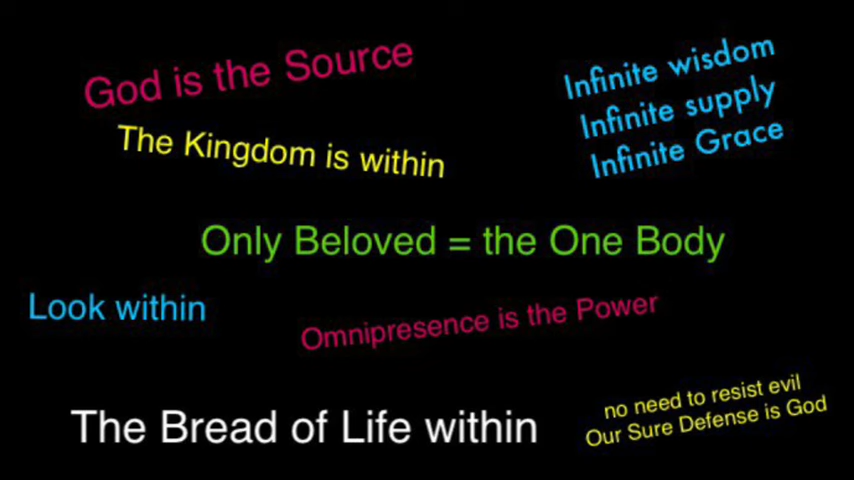 God is the Source
Infinite wisdom
Infinite supply
Infinite Grace
The Kingdom is within
Only Beloved = the One Body
Look within
Omnipresence is the Power
The Bread of Life within
no need to resist evil
Our Sure Defense is God